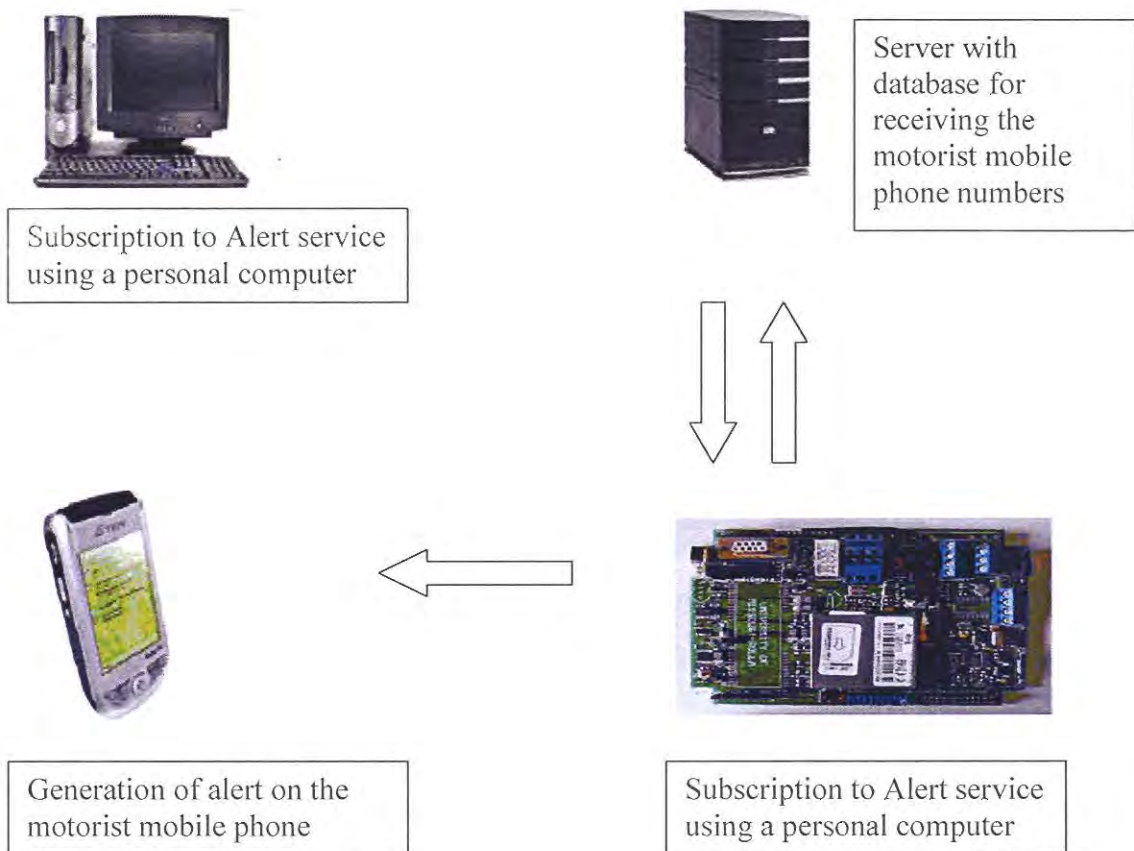 Server with
database for
receiving the
motorist mobile
phone numbers
Subscription to Alert service
using a personal computer
Generation of alert on the
motorist mobile phone
Subscription to Alert service
using a personal computer